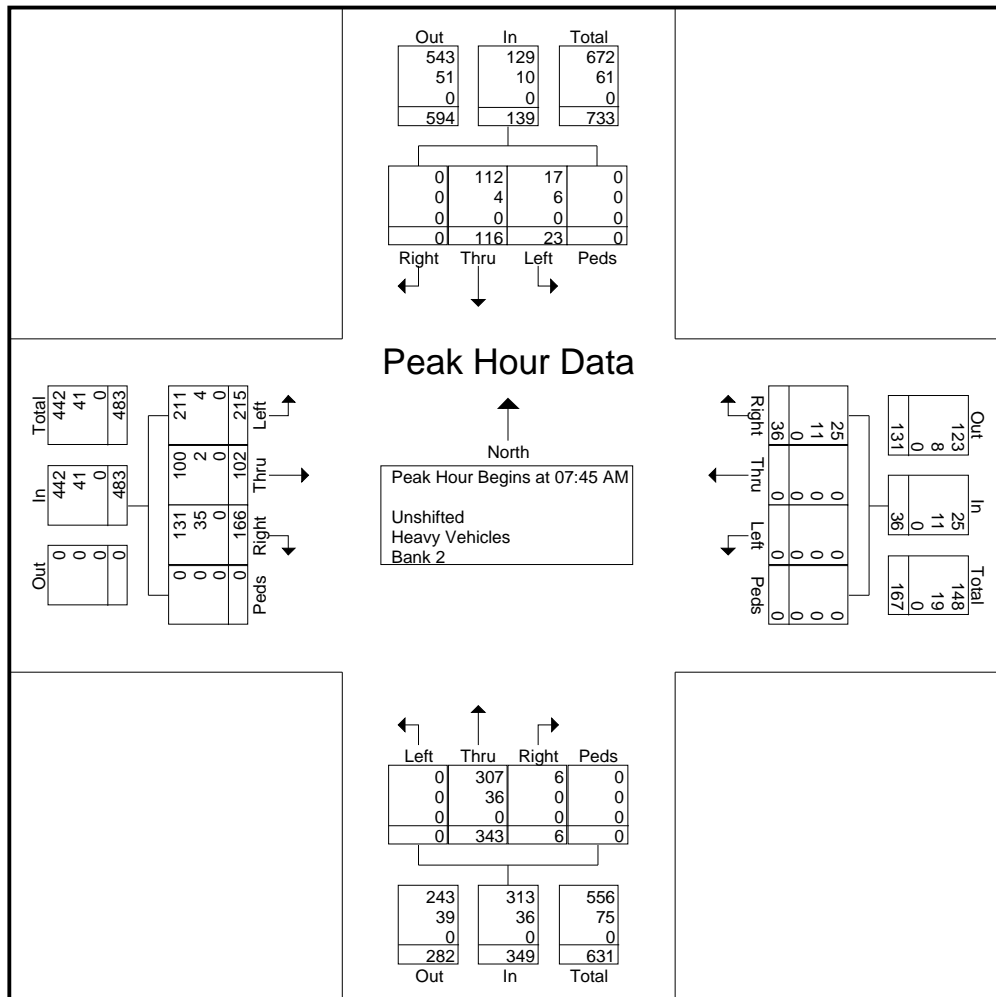 Out In Total
543 129 672
51 10 61
0 0 0
594 139 733
0 112 17 0
0 4 6 0
0 0 0 0
0 116 23 0
Right Thru Left Peds
Peak Hour Data
North
Peak Hour Begins at 07:45 AM
Unshifted
Heavy Vehicles
Bank 2
Total
442
41
0
483
In
442
41
0
483
Out
0
0
0
0
211
4
0
215
Left
100
2
0
102
Thru
131
35
0
166
Right
0
0
0
0
Peds
Right
25
11
0
36
Thru
0
0
0
0
Left
0
0
0
0
Peds
0
0
0
0
Out
123
8
0
131
In
25
11
0
36
Total
148
19
0
167
Left Thru Right Peds
0 307 6 0
0 36 0 0
0 0 0 0
0 343 6 0
243 313 556
39 36 75
0 0 0
282 349 631
Out In Total